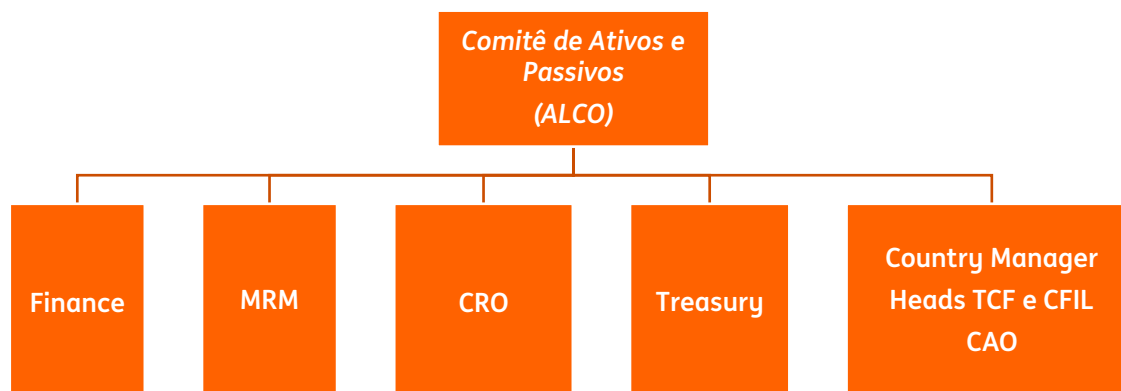 Comitê de Ativos e
Passivos
(ALCO)
Finance
MRM
CRO
Treasury
Country Manager
Heads TCF e CFIL
CAO